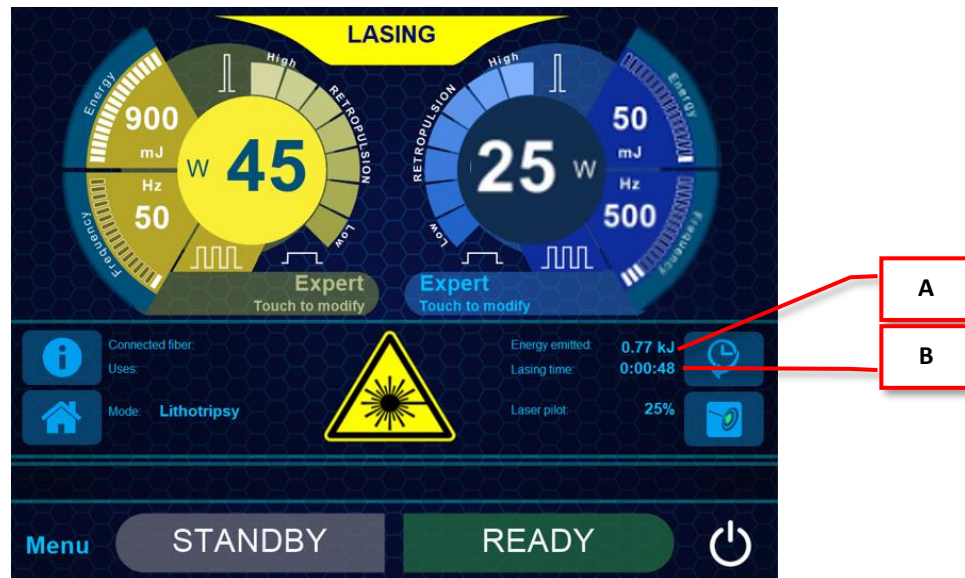 LASING
High
RETROPULSION
Low
Energy
900
mJ
Hz
50
Frequency
W 45
Expert
Touch to modify
High
RETROPULSION
Low
25 W
Energy
50
mJ
Hz
500
Frequency
Expert
Touch to modify
A
B
Connected fiber:
Uses:
Mode: Lithotripsy
Energy emitted: 0.77 kJ
Lasing time: 0:00:48
Laser pilot: 25%
Menu
STANDBY
READY